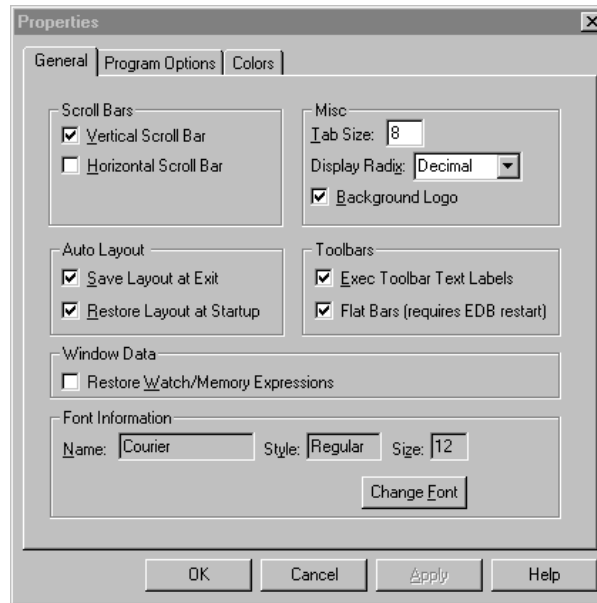 Properties
General Program Options Colors
Scroll Bars
Vertical Scroll Bar
Horizontal Scroll Bar
Misc
Tab Size: 8
Display Radix: Decimal
Background Logo
Auto Layout
Save Layout at Exit
Restore Layout at Startup
Toolbars
Exec Toolbar Text Labels
Flat Bars (requires EDB restart)
Window Data
Restore Watch/Memory Expressions
Font Information
Name: Courier Style: Regular Size: 12
Change Font
OK Cancel Apply Help